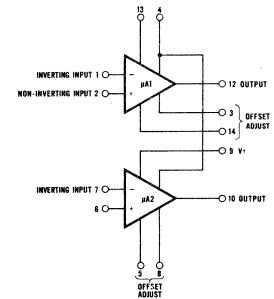 13 4
INVERTING INPUT 1
μA1
NON-INVERTING INPUT 2
12 OUTPUT
3
OFFSET
ADJUST
14
9 V+
INVERTING INPUT 7
μA2
6
10 OUTPUT
5 8
OFFSET
ADJUST